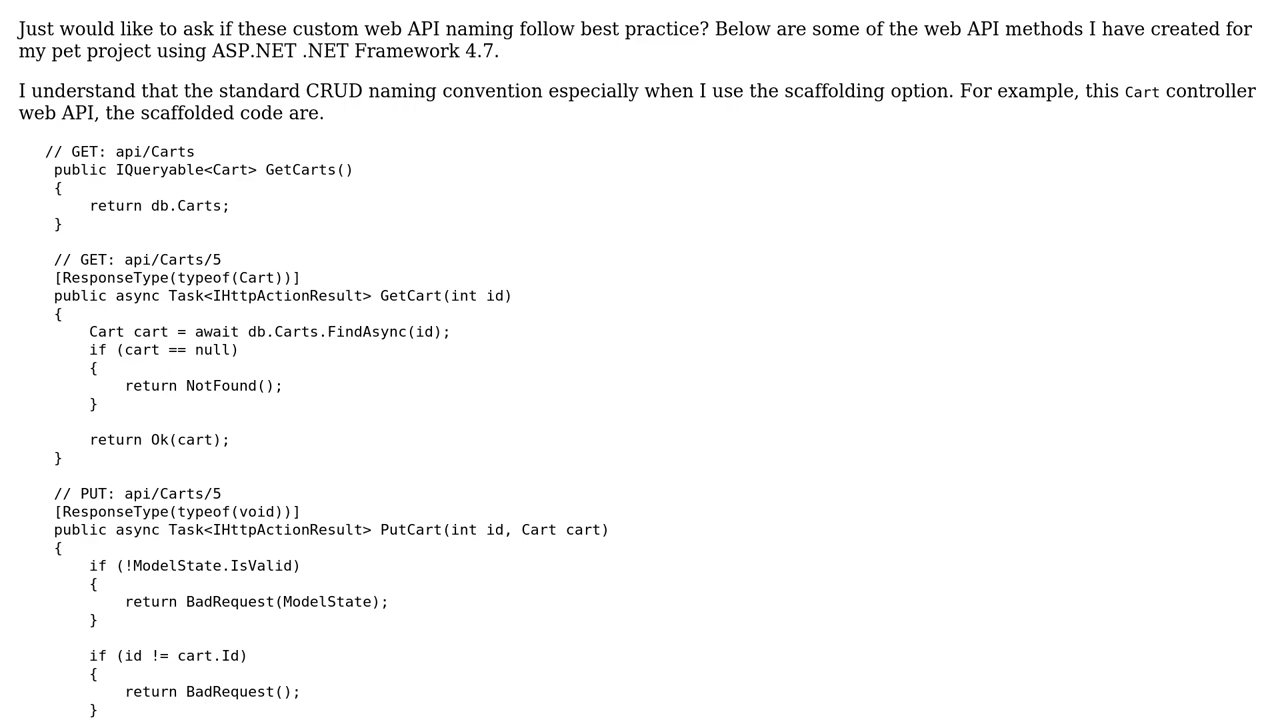 Just would like to ask if these custom web API naming follow best practice? Below are some of the web API methods I have created for
my pet project using ASP.NET .NET Framework 4.7.
I understand that the standard CRUD naming convention especially when I use the scaffolding option. For example, this Cart controller
web API, the scaffolded code are.
// GET: api/Carts
public IQueryable<Cart> GetCarts()
{
return db.Carts;
}
// GET: api/Carts/5
[ResponseType(typeof(Cart))]
public async Task<IHttpActionResult> GetCart(int id)
{
Cart cart = await db.Carts.FindAsync(id);
if (cart == null)
{
return NotFound();
}
return Ok(cart);
}
// PUT: api/Carts/5
[ResponseType(typeof(void))]
public async Task<IHttpActionResult> PutCart(int id, Cart cart)
{
if (!ModelState.IsValid)
{
return BadRequest(ModelState);
}
if (id != cart.Id)
{
return BadRequest();
}